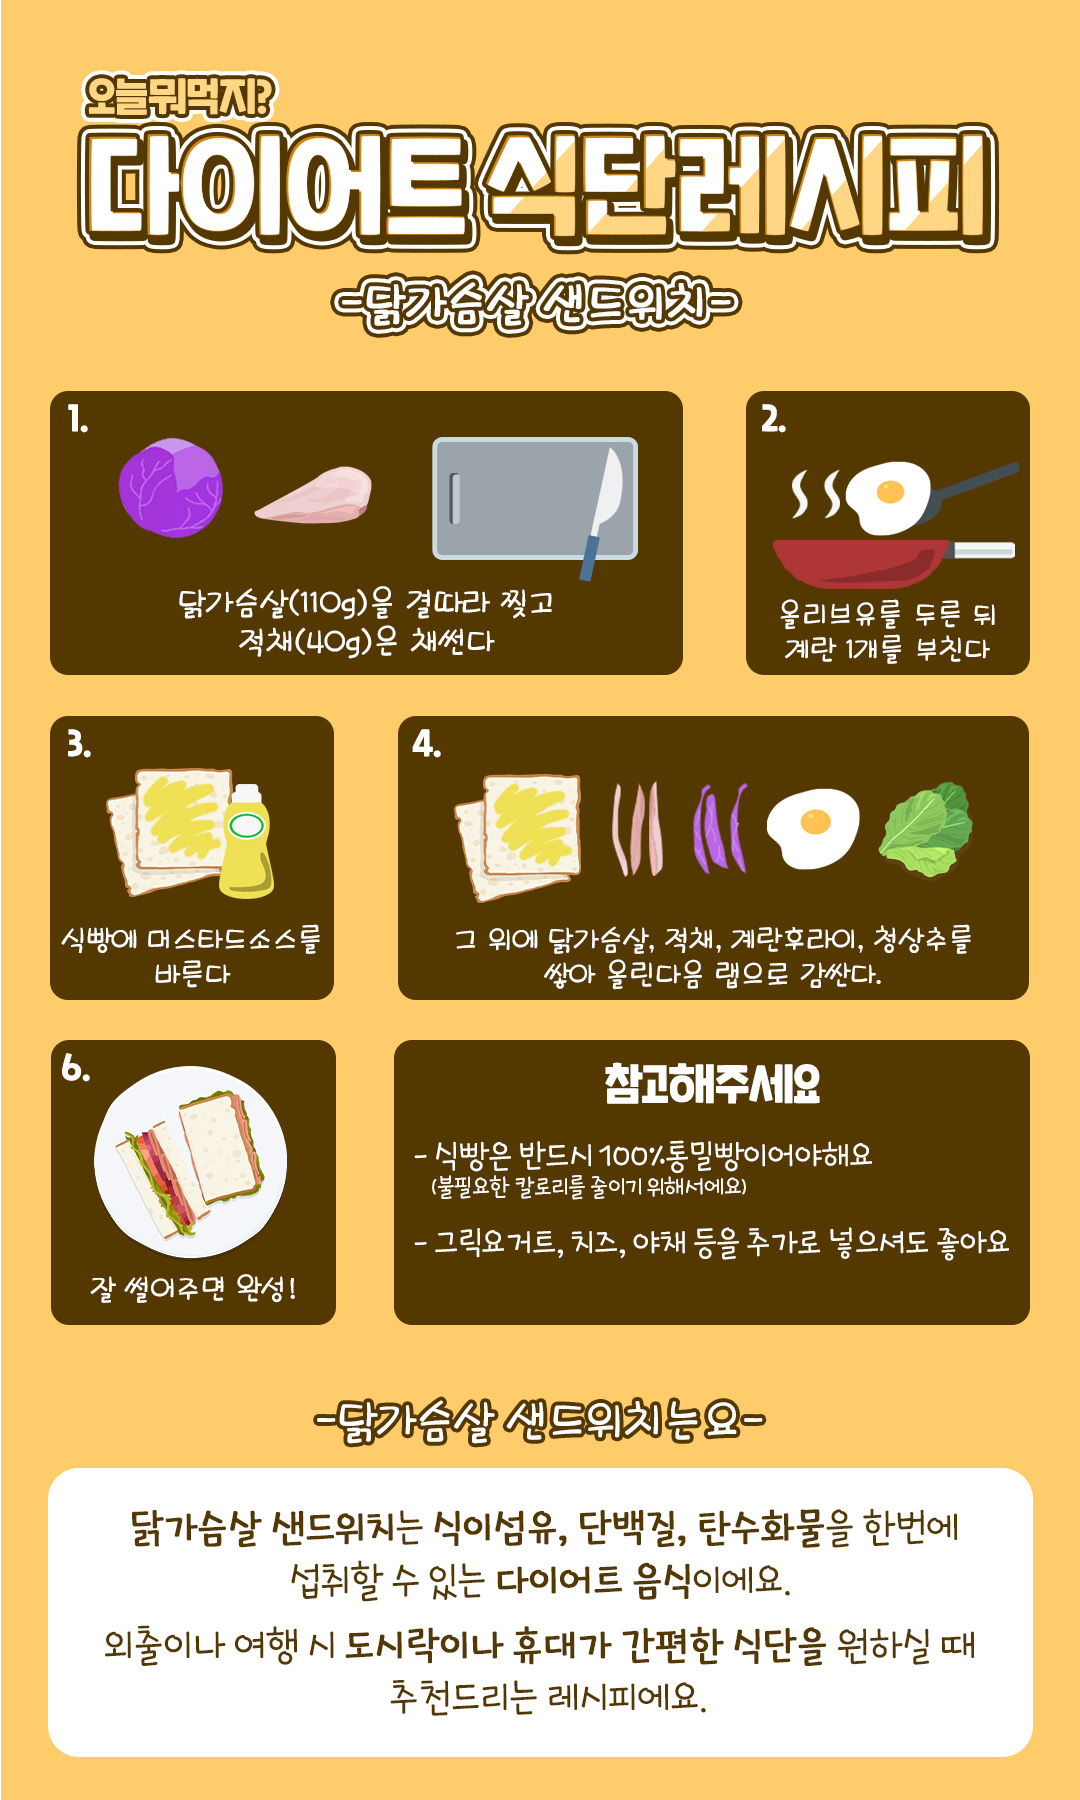 오늘뭐먹지?
다이어트 식단레시피
-닭가슴살 샌드위치-
1.
닭가슴살(110g)을 결따라 찢고
적채(40g)은 채썬다
2.
올리브유를 두른 뒤
계란 1개를 부친다
3.
식빵에 머스타드소스를
바른다
4.
그 위에 닭가슴살, 적채, 계란후라이, 청상추를
쌓아 올린다음 랩으로 감싼다.
6.
잘 썰어주면 완성!
참고해주세요
- 식빵은 반드시 100%통밀빵이어야해요
(불필요한 칼로리를 줄이기 위해서에요)
- 그릭요거트, 치즈, 야채 등을 추가로 넣으셔도 좋아요
-닭가슴살 샌드위치는요-
닭가슴살 샌드위치는 식이섬유, 단백질, 탄수화물을 한번에
섭취할 수 있는 다이어트 음식이에요.
외출이나 여행 시 도시락이나 휴대가 간편한 식단을 원하실 때
추천드리는 레시피에요.